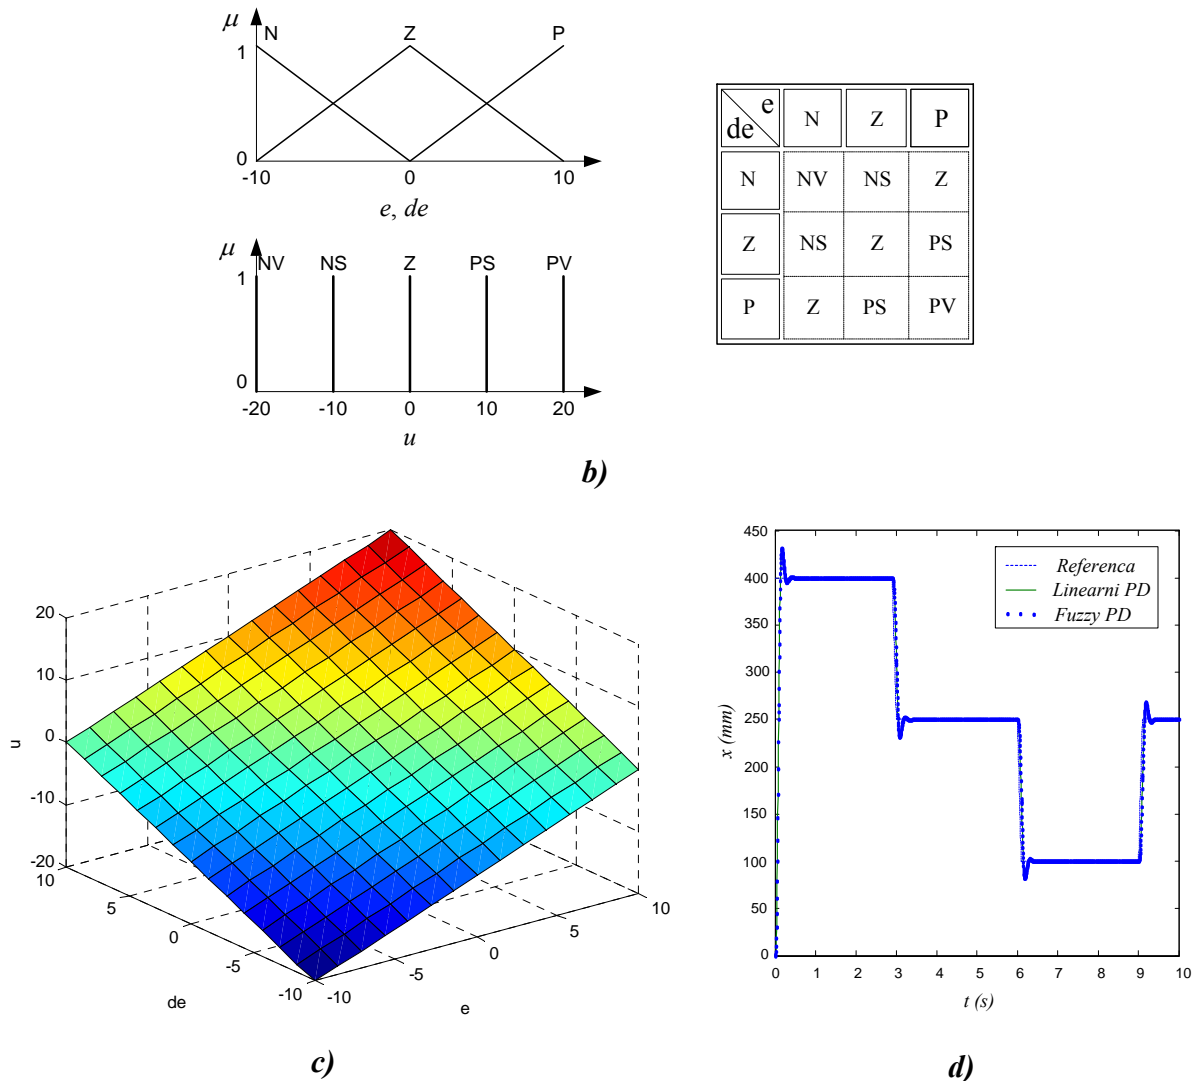 μ
N Z P
1
0
-10 0 10
e, de
μ
NV NS Z PS PV
1
0
-20 -10 0 10 20
u
e
de
N Z P
N NV NS Z
Z NS Z PS
P Z PS PV
b)
20
10
0
-10
-20
u
10
5
0
-5
-10
de
-10
-5
0
5
10
e
c)
450
400
350
300
250
200
150
100
50
0
x (mm)
Referenca
Linearni PD
Fuzzy PD
0 1 2 3 4 5 6 7 8 9 10
t (s)
d)